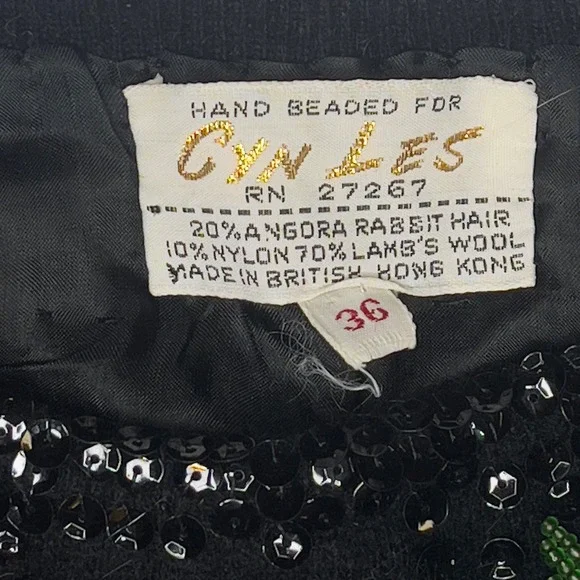 HAND BEADED FOR
CYN LES
RN 27267
20% ANGORA RABBIT HAIR
10% NYLON 70% LAMB'S WOOL
MADE IN BRITISH HONG KONG
36